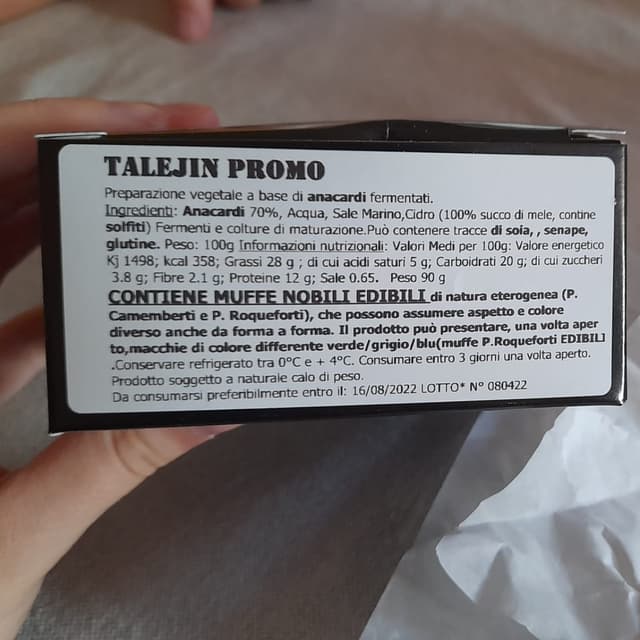 TALEJIN PROMO
Preparazione vegetale a base di anacardi fermentati.
Ingredienti: Anacardi 70%, Acqua, Sale Marino,Cidro (100% succo di mele, contine
solfiti) Fermenti e colture di maturazione.Può contenere tracce di soia, , senape,
glutine. Peso: 100g Informazioni nutrizionali: Valori Medi per 100g: Valore energetico
Kj 1498; kcal 358; Grassi 28 g ; di cui acidi saturi 5 g; Carboidrati 20 g; di cui zuccheri
3.8 g; Fibre 2.1 g; Proteine 12 g; Sale 0.65. Peso 90 g
CONTIENE MUFFE NOBILI EDIBILI di natura eterogenea (P.
Camemberti e P. Roqueforti), che possono assumere aspetto e colore
diverso anche da forma a forma. Il prodotto può presentare, una volta aper
to,macchie di colore differente verde/grigio/blu(muffe P.Roqueforti EDIBILI
.Conservare refrigerato tra 0°C e + 4°C. Consumare entro 3 giorni una volta aperto.
Prodotto soggetto a naturale calo di peso.
Da consumarsi preferibilmente entro il: 16/08/2022 LOTTO* N° 080422